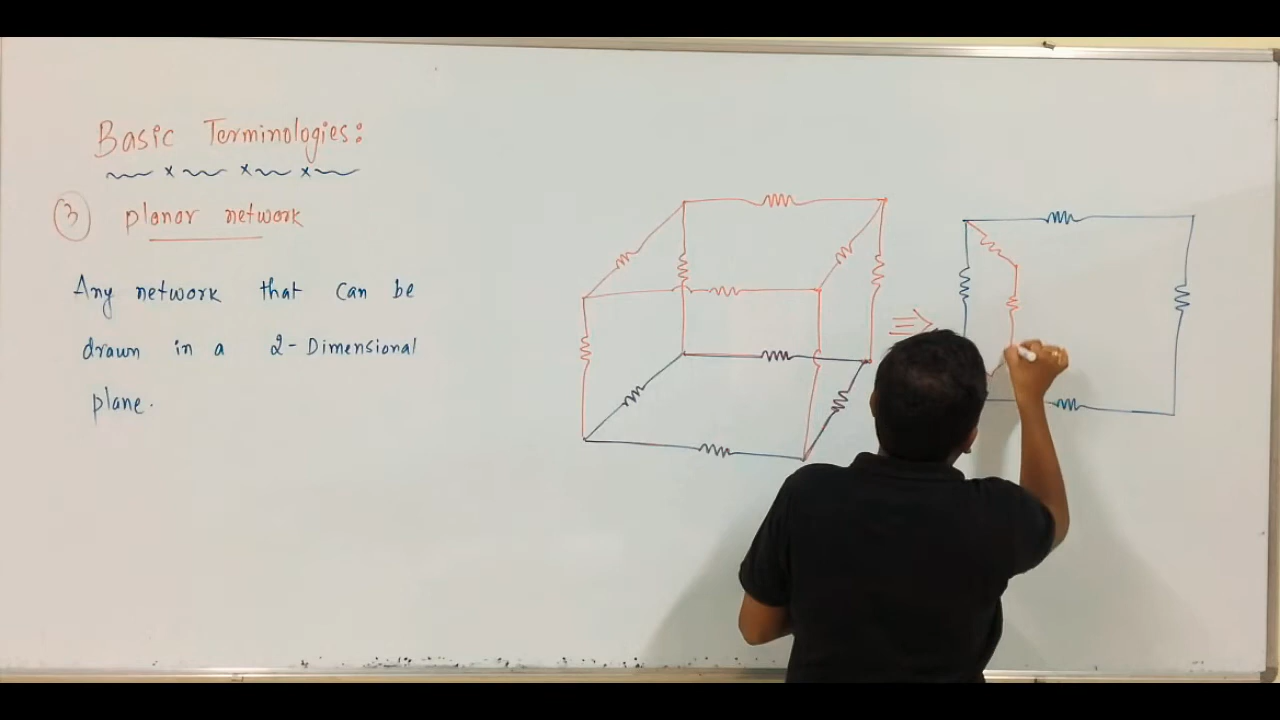 Basic Terminologies:
3 planar network
Any network that can be
drawn in a 2-Dimensional
plane.